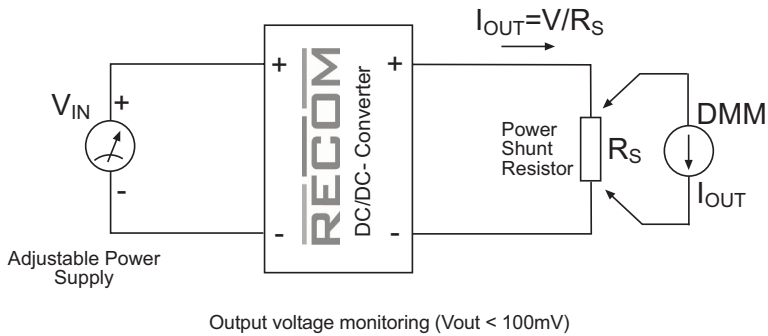 I_OUT=V/R_S
V_IN
+
-
+
-
+
-
RECOM
DC/DC- Converter
Power
Shunt
Resistor
R_S
DMM
I_OUT
Adjustable Power
Supply
Output voltage monitoring (Vout < 100mV)